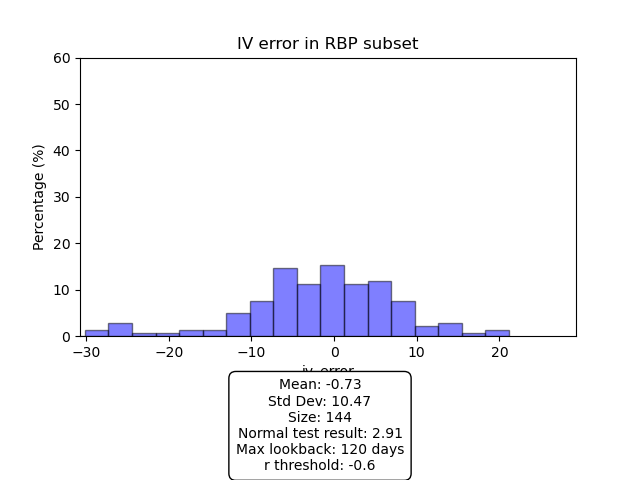 IV error in RBP subset
60
50
40
30
20
10
0
Percentage (%)
−30
−20
−10
0
10
20
iv_error
Mean: -0.73
Std Dev: 10.47
Size: 144
Normal test result: 2.91
Max lookback: 120 days
r threshold: -0.6